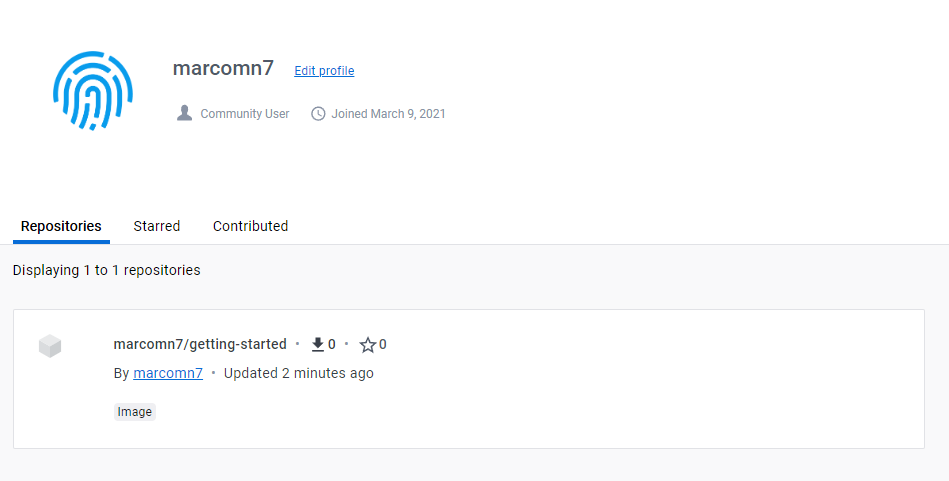 marcomn7 Edit profile
Community User Joined March 9, 2021
Repositories Starred Contributed
Displaying 1 to 1 repositories
marcomn7/getting-started • 0 • 0
By marcomn7 • Updated 2 minutes ago
Image